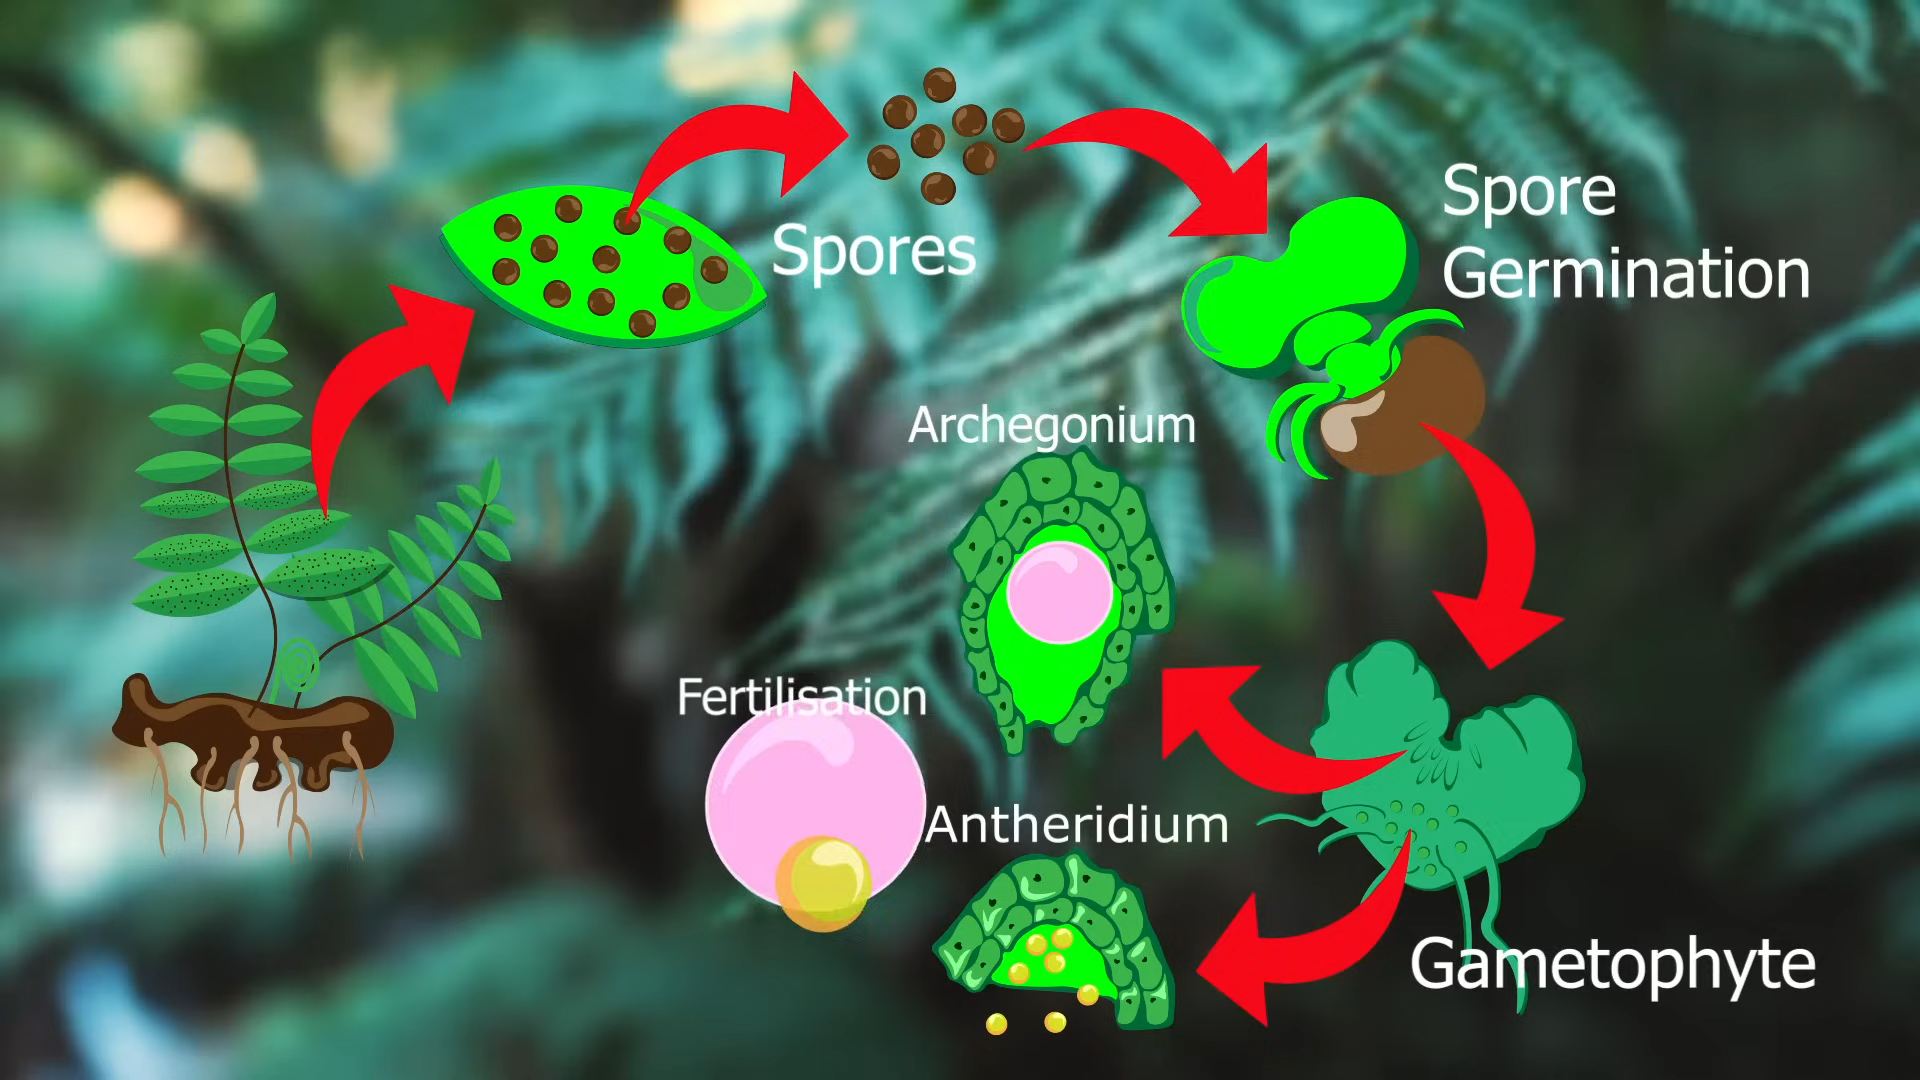 Spores
Spore
Germination
Archegonium
Fertilisation
Antheridium
Gametophyte